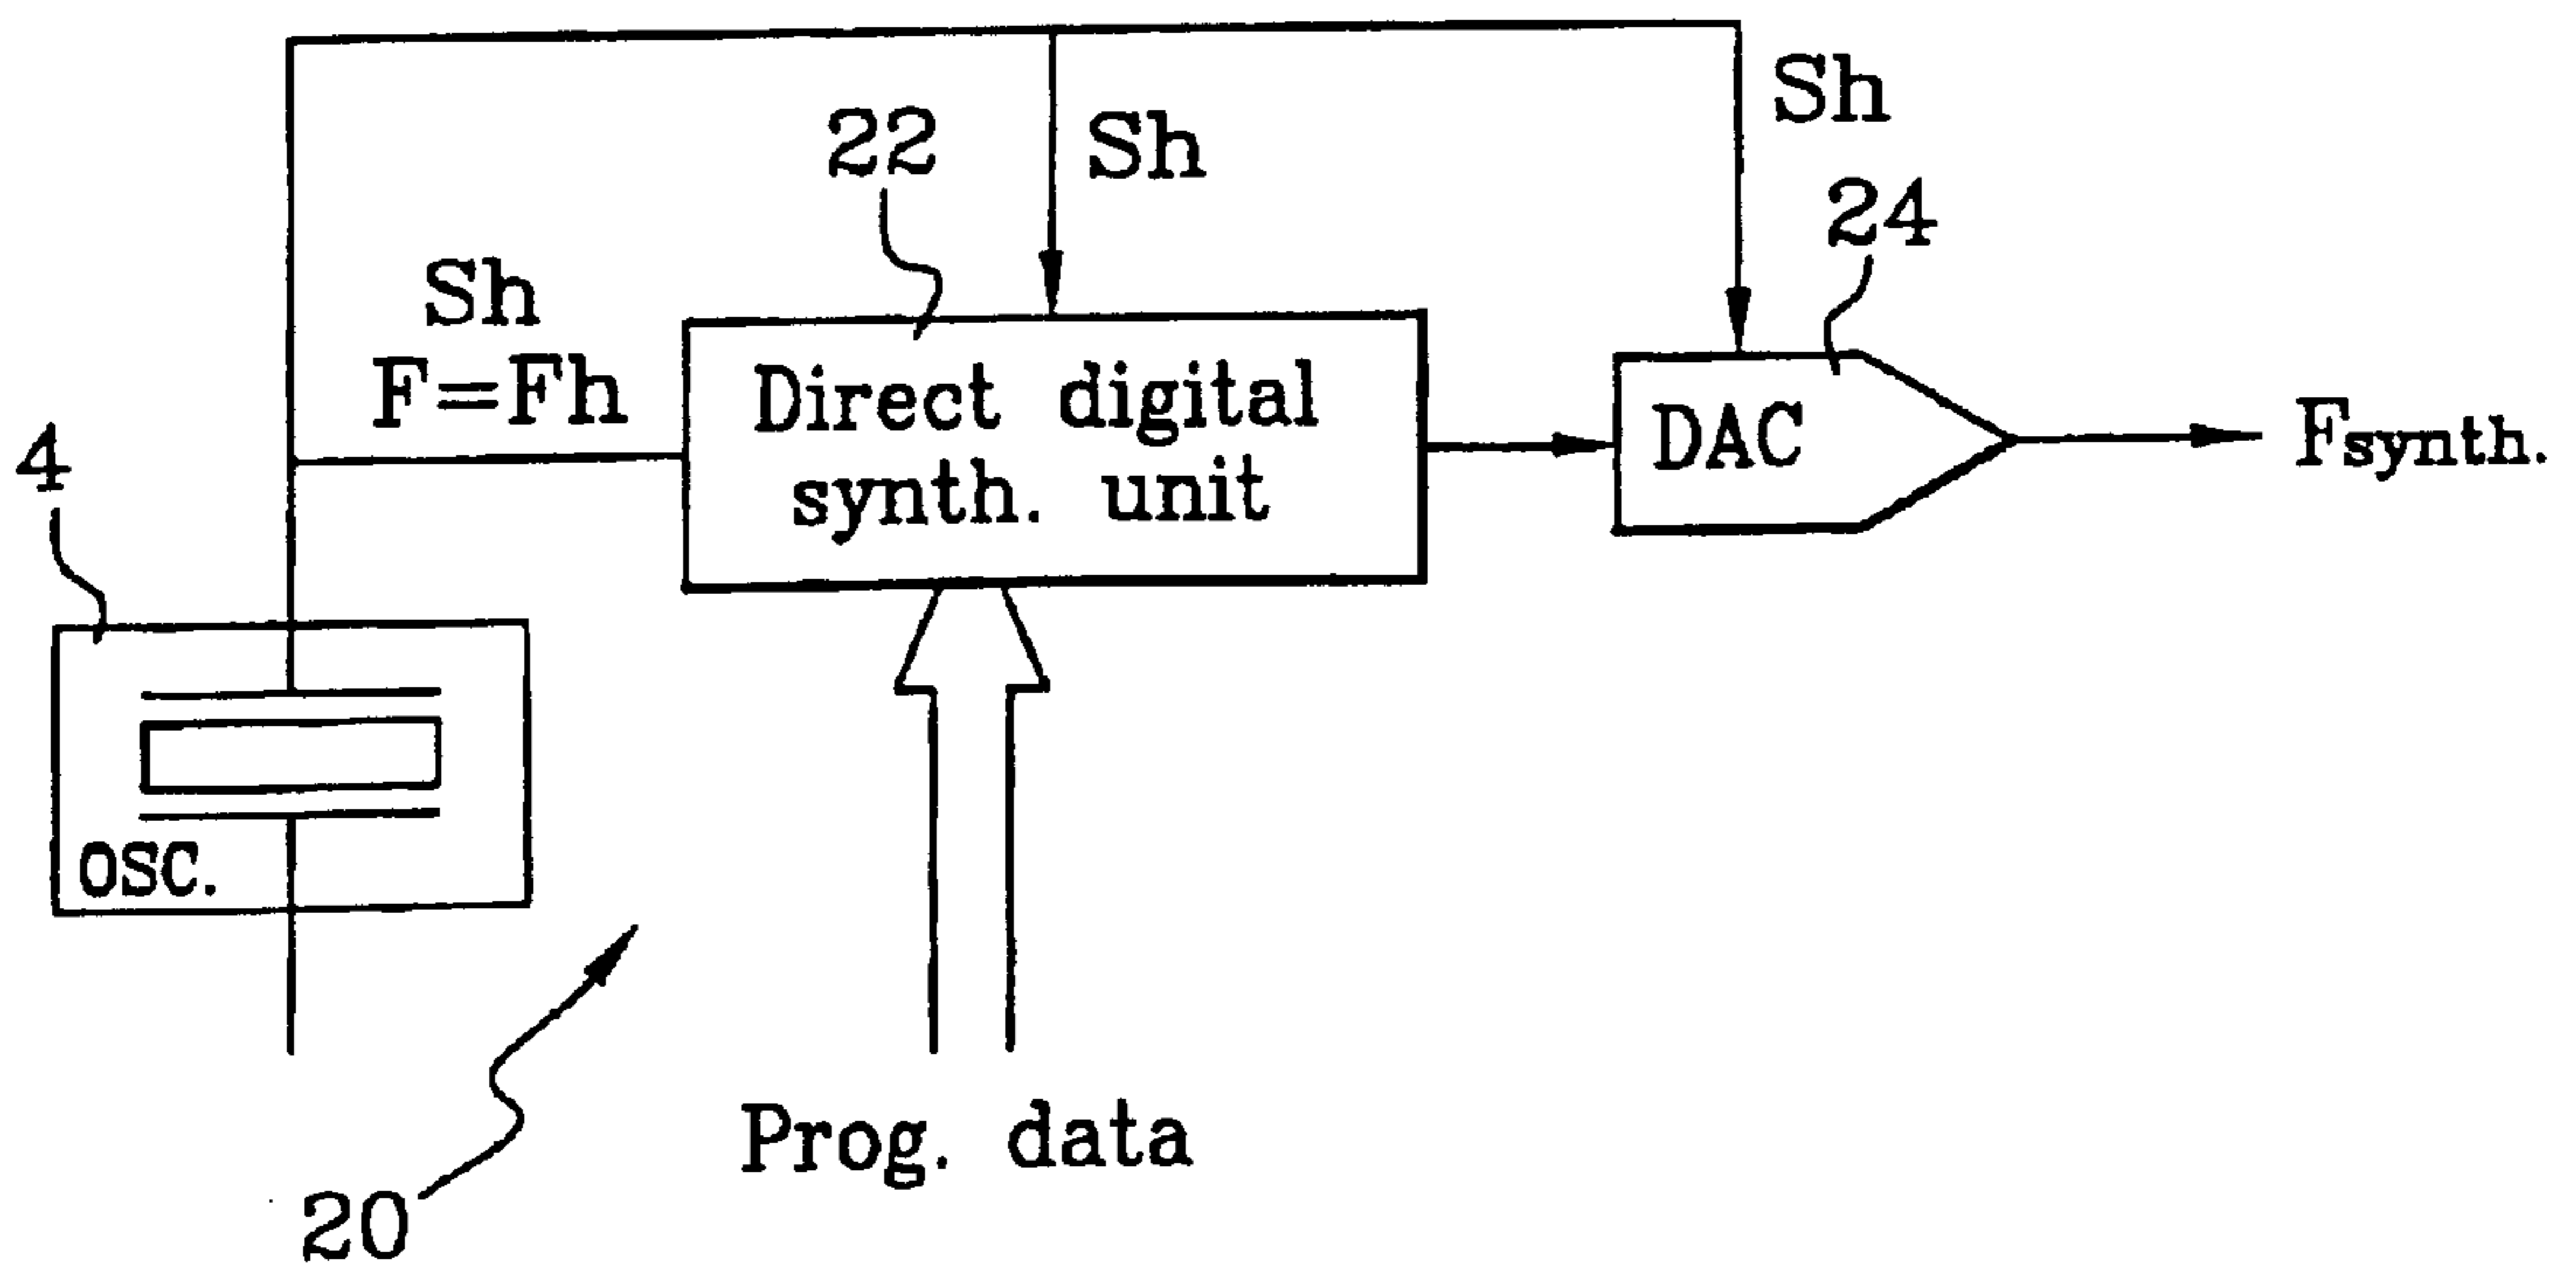 Sh
22
Sh
24
Sh
F=Fh
Direct digital
synth. unit
DAC
Fsynth.
4
OSC.
Prog. data
20